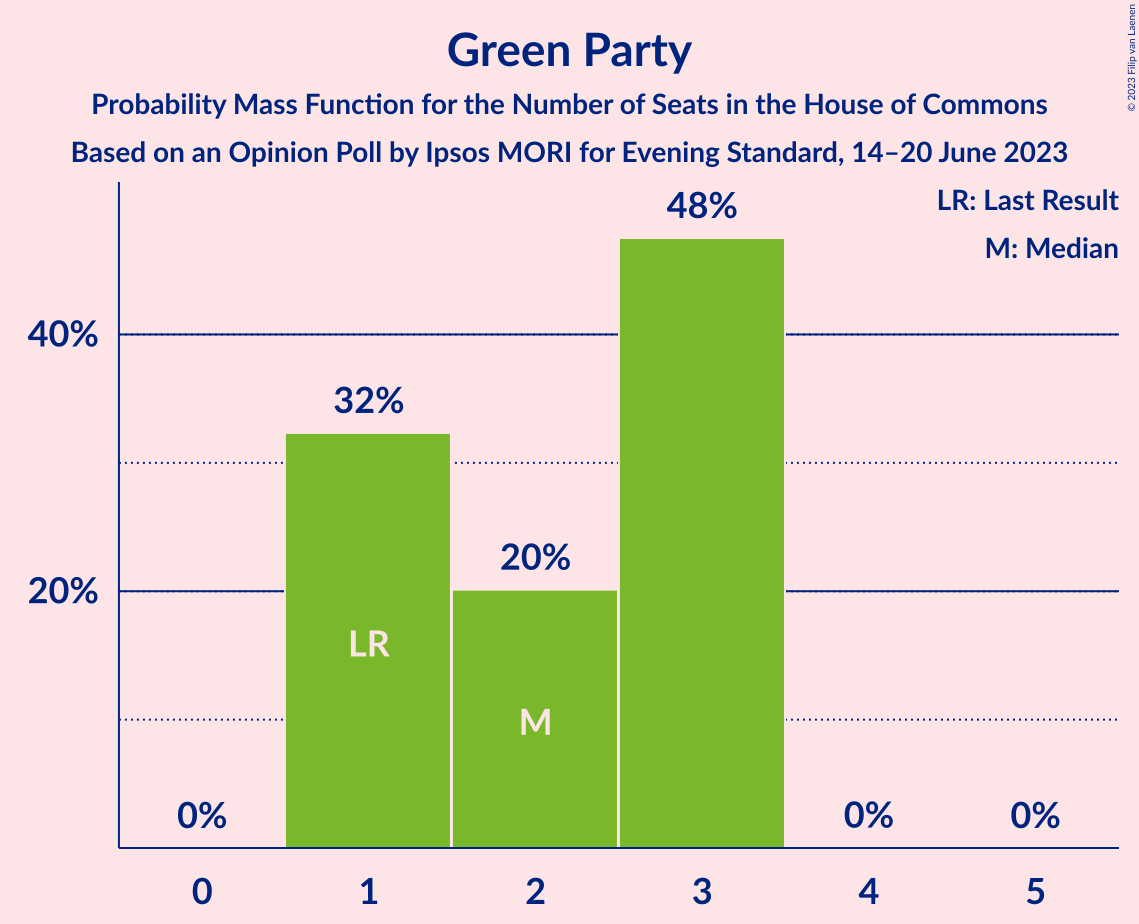 Green Party
Probability Mass Function for the Number of Seats in the House of Commons
Based on an Opinion Poll by Ipsos MORI for Evening Standard, 14–20 June 2023
© 2023 Filip van Laenen
LR: Last Result
M: Median
48%
40%
32%
20%
20%
LR
M
0%
0%
0%
0
1
2
3
4
5